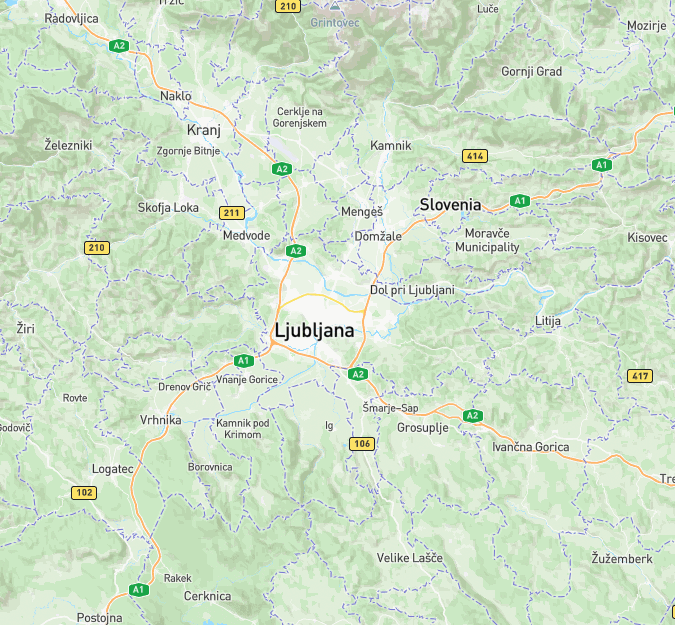 210
Luče
Radovljica
Grintovec
Mozirje
A2
Gornji Grad
Naklo
Cerklje na
Gorenjskem
Kranj
Kamnik
Železniki
Zgornje Bitnje
414
A1
A2
Slovenia
A1
Skofja Loka
211
Mengeš
Medvode
Domžale
Moravče
Municipality
Kisovec
210
A2
Dol pri Ljubljani
Žiri
Ljubljana
Litija
A1
A2
417
Vnanje Gorice
Drenov Grič
Rovte
Šmarje-Sap
A2
Vrhnika
Kamnik pod
Krimom
Ig
Grosuplje
106
Ivančna Gorica
Logatec
Borovnica
102
Velike Lašče
Žužemberk
Rakek
A1
Cerknica
Postojna